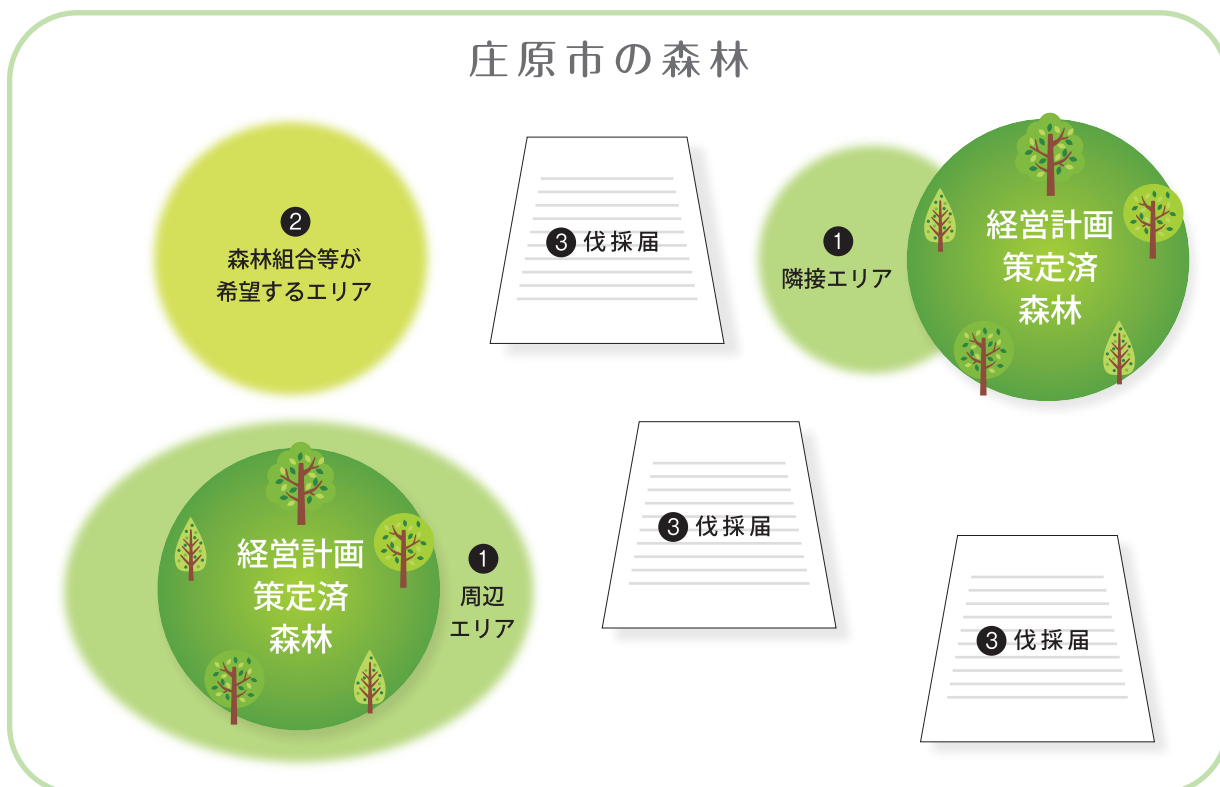 庄原市の森林
❷
森林組合等が
希望するエリア
❸ 伐採届
❶
隣接エリア
経営計画
策定済
森林
経営計画
策定済
森林
❶
周辺
エリア
❸ 伐採届
❸ 伐採届